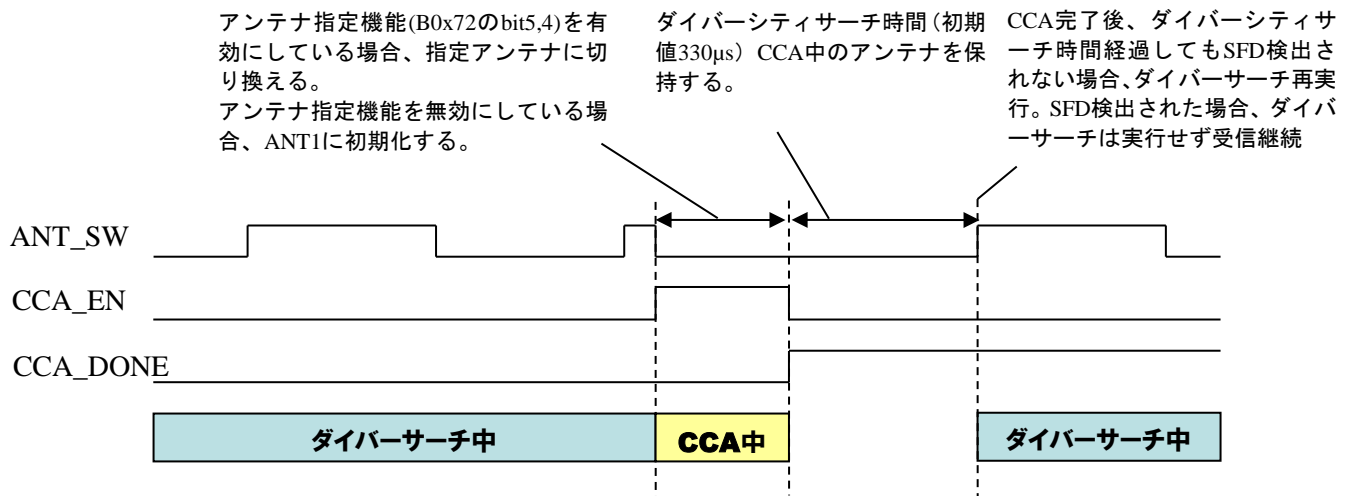 アンテナ指定機能(B0x72のbit5,4)を有
効にしている場合、指定アンテナに切
り換える。
アンテナ指定機能を無効にしている場
合、ANT1に初期化する。
ダイバーシティサーチ時間（初期
値330μs）CCA中のアンテナを保
持する。
CCA完了後、ダイバーシティサ
ーチ時間経過してもSFD検出さ
れない場合、ダイバーサーチ再実
行。SFD検出された場合、ダイバ
ーサーチは実行せず受信継続
ANT_SW
CCA_EN
CCA_DONE
ダイバーサーチ中
CCA中
ダイバーサーチ中